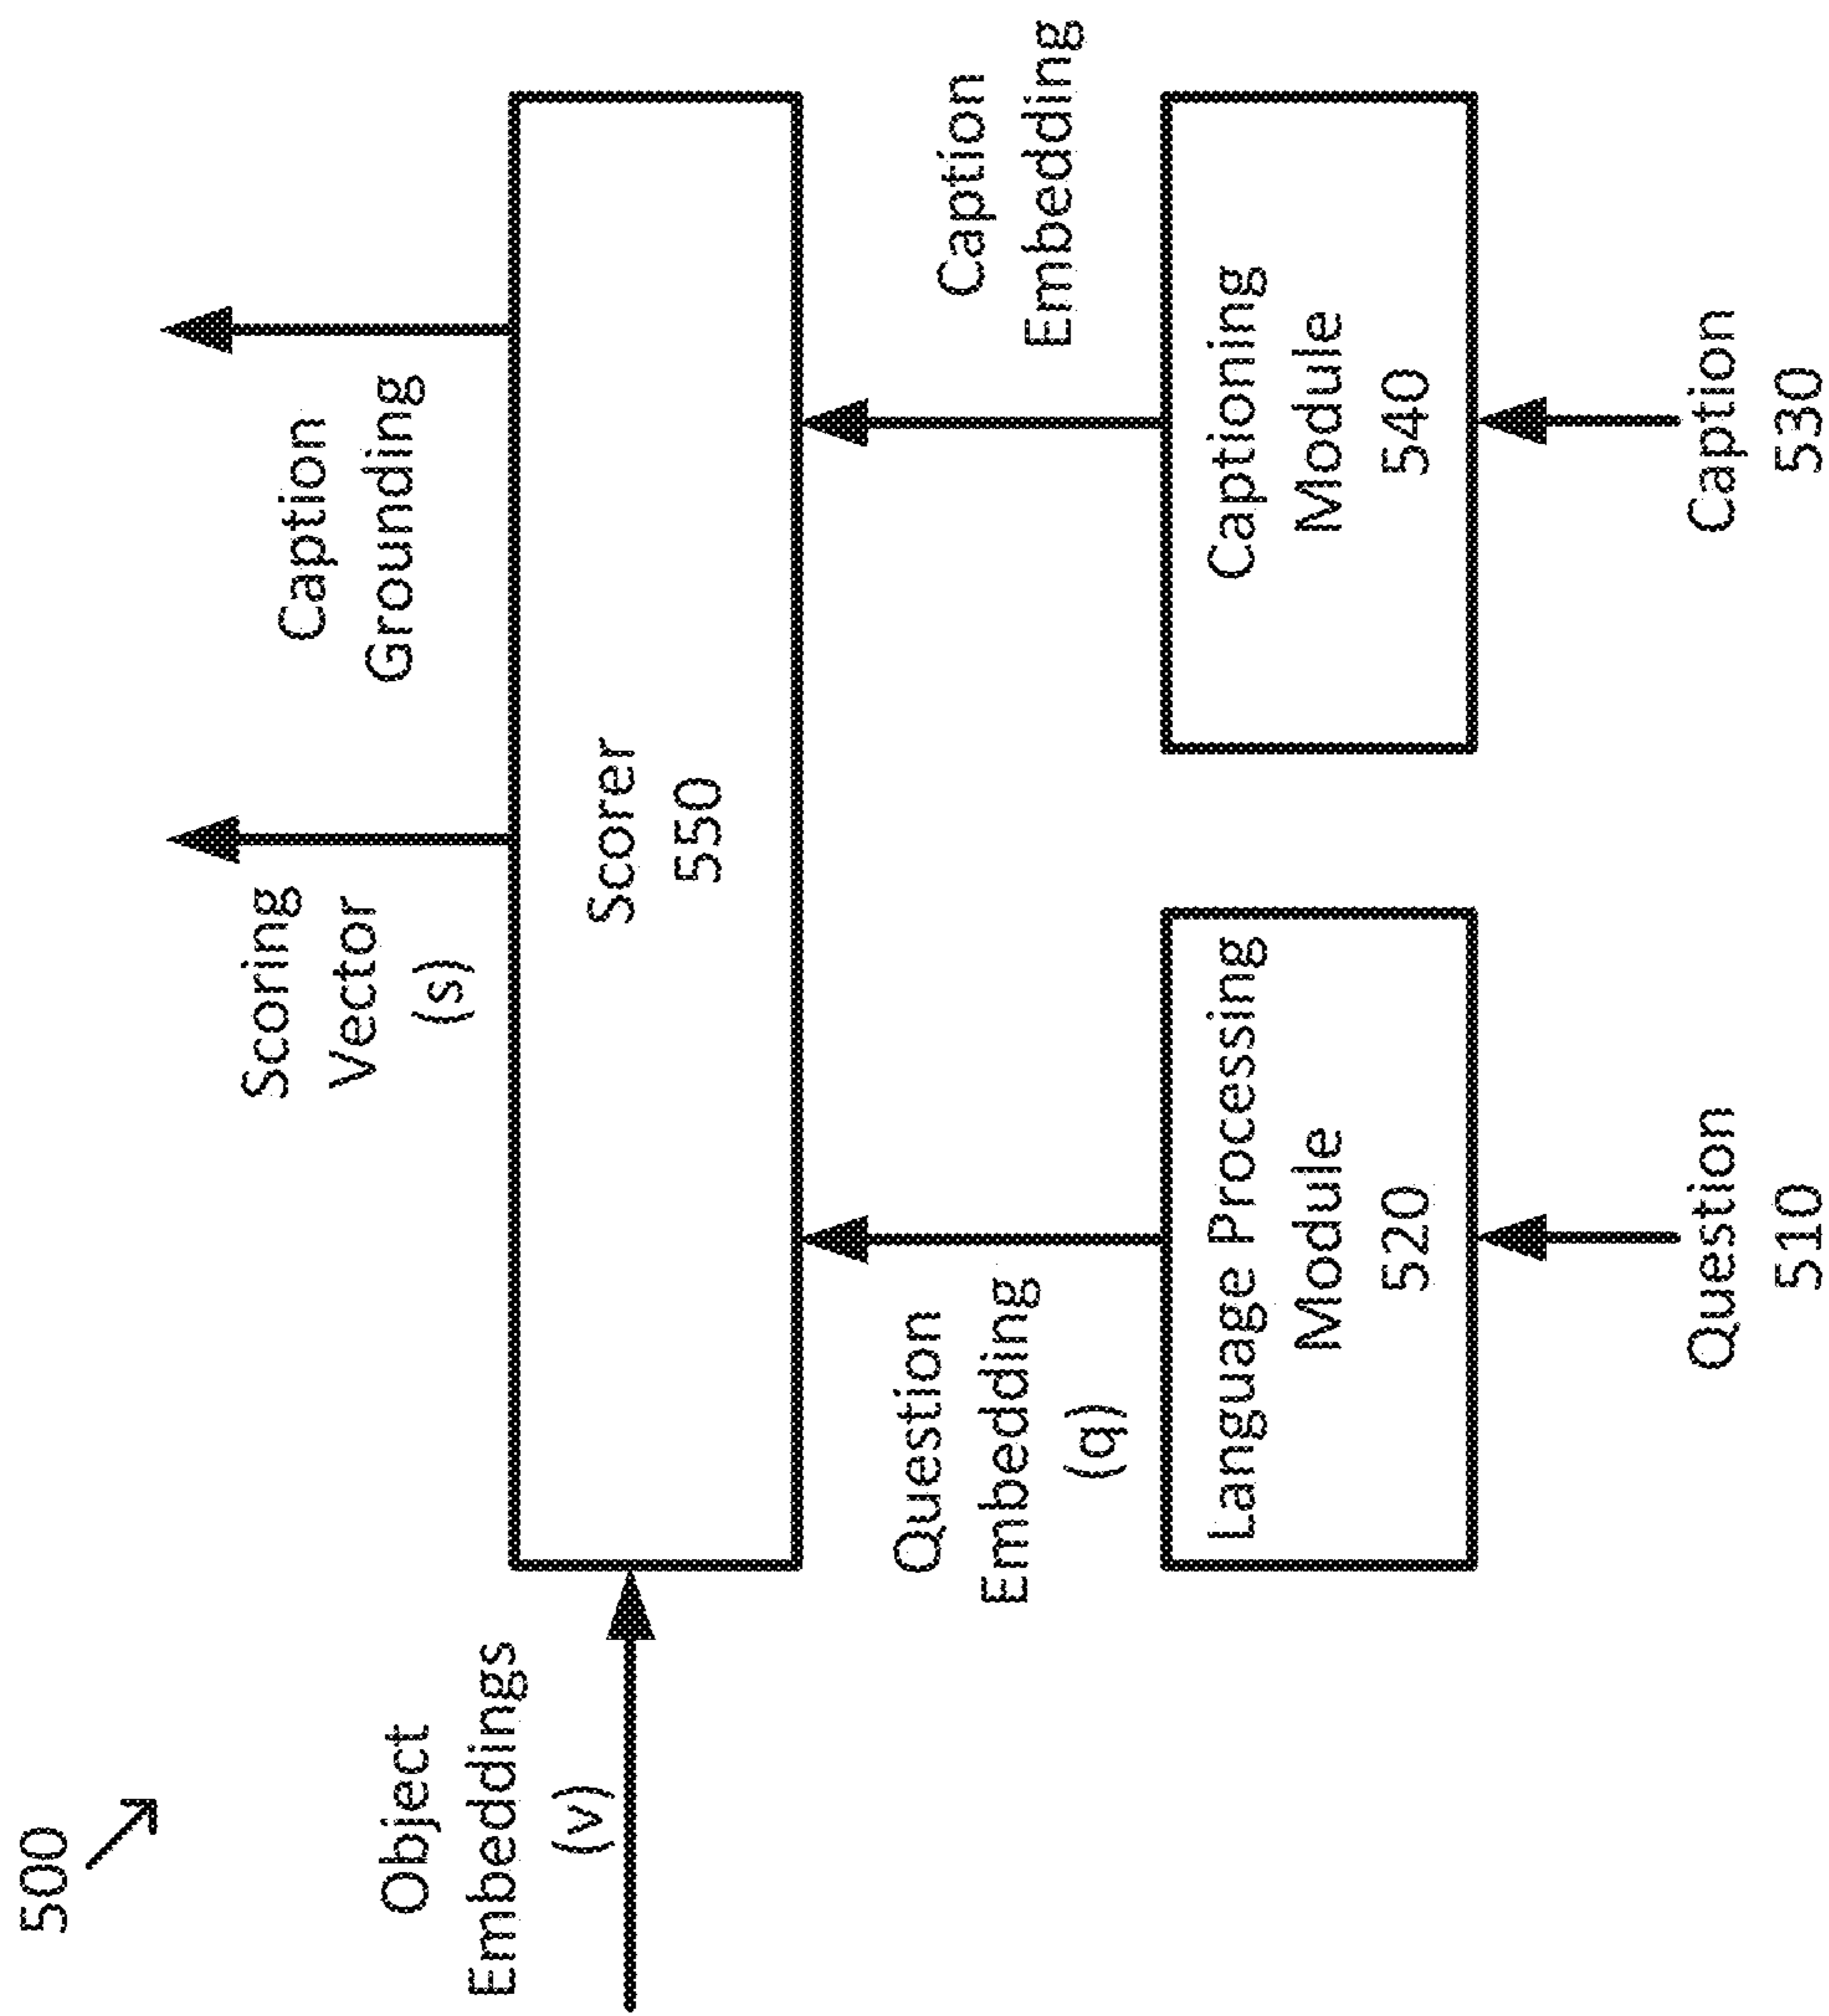 500
Object
Embeddings
(v)
Scoring
Vector
(s)
Caption
Grounding
Scorer
550
Question
Embedding
(q)
Caption
Embedding
Language Processing
Module
520
Captioning
Module
540
Question
510
Caption
530